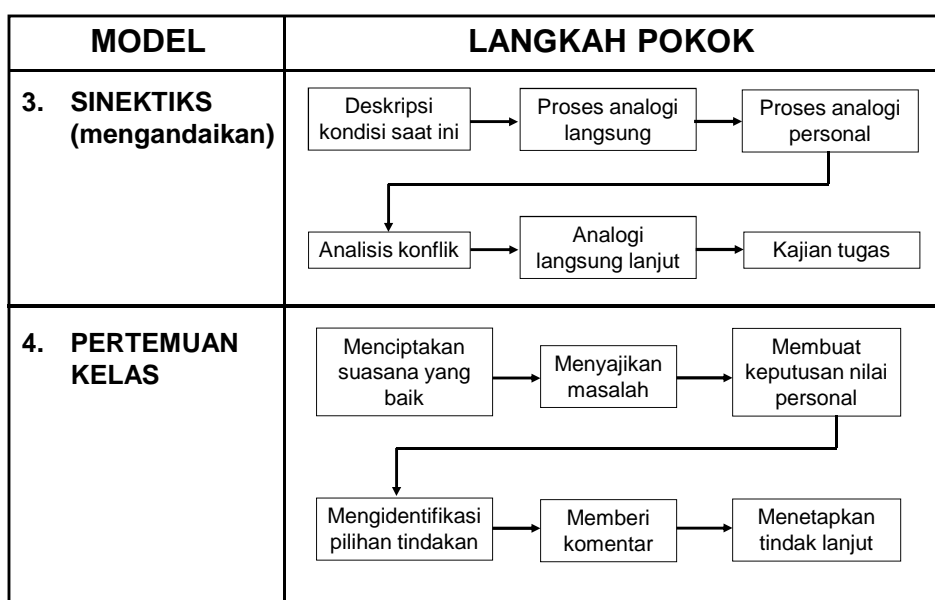 MODEL
LANGKAH POKOK
3. SINEKTIKS
(mengandaikan)
Deskripsi
kondisi saat ini
Proses analogi
langsung
Proses analogi
personal
Analisis konflik
Analogi
langsung lanjut
Kajian tugas
4. PERTEMUAN
KELAS
Menciptakan
suasana yang
baik
Menyajikan
masalah
Membuat
keputusan nilai
personal
Mengidentifikasi
pilihan tindakan
Memberi
komentar
Menetapkan
tindak lanjut